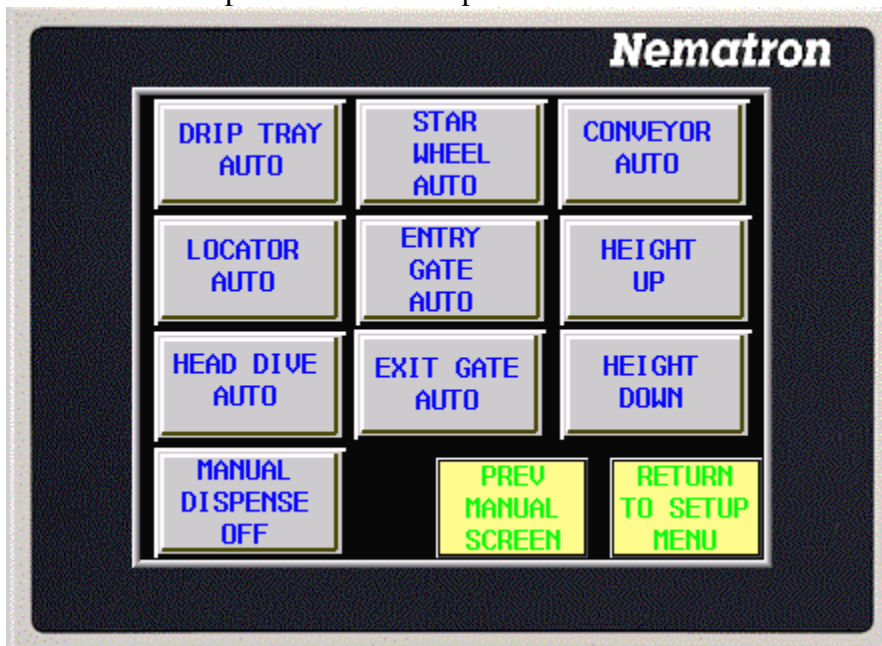 Nematron
DRIP TRAY
AUTO
STAR
WHEEL
AUTO
CONVEYOR
AUTO
LOCATOR
AUTO
ENTRY
GATE
AUTO
HEIGHT
UP
HEAD DIVE
AUTO
EXIT GATE
AUTO
HEIGHT
DOWN
MANUAL
DISPENSE
OFF
PREV
MANUAL
SCREEN
RETURN
TO SETUP
MENU